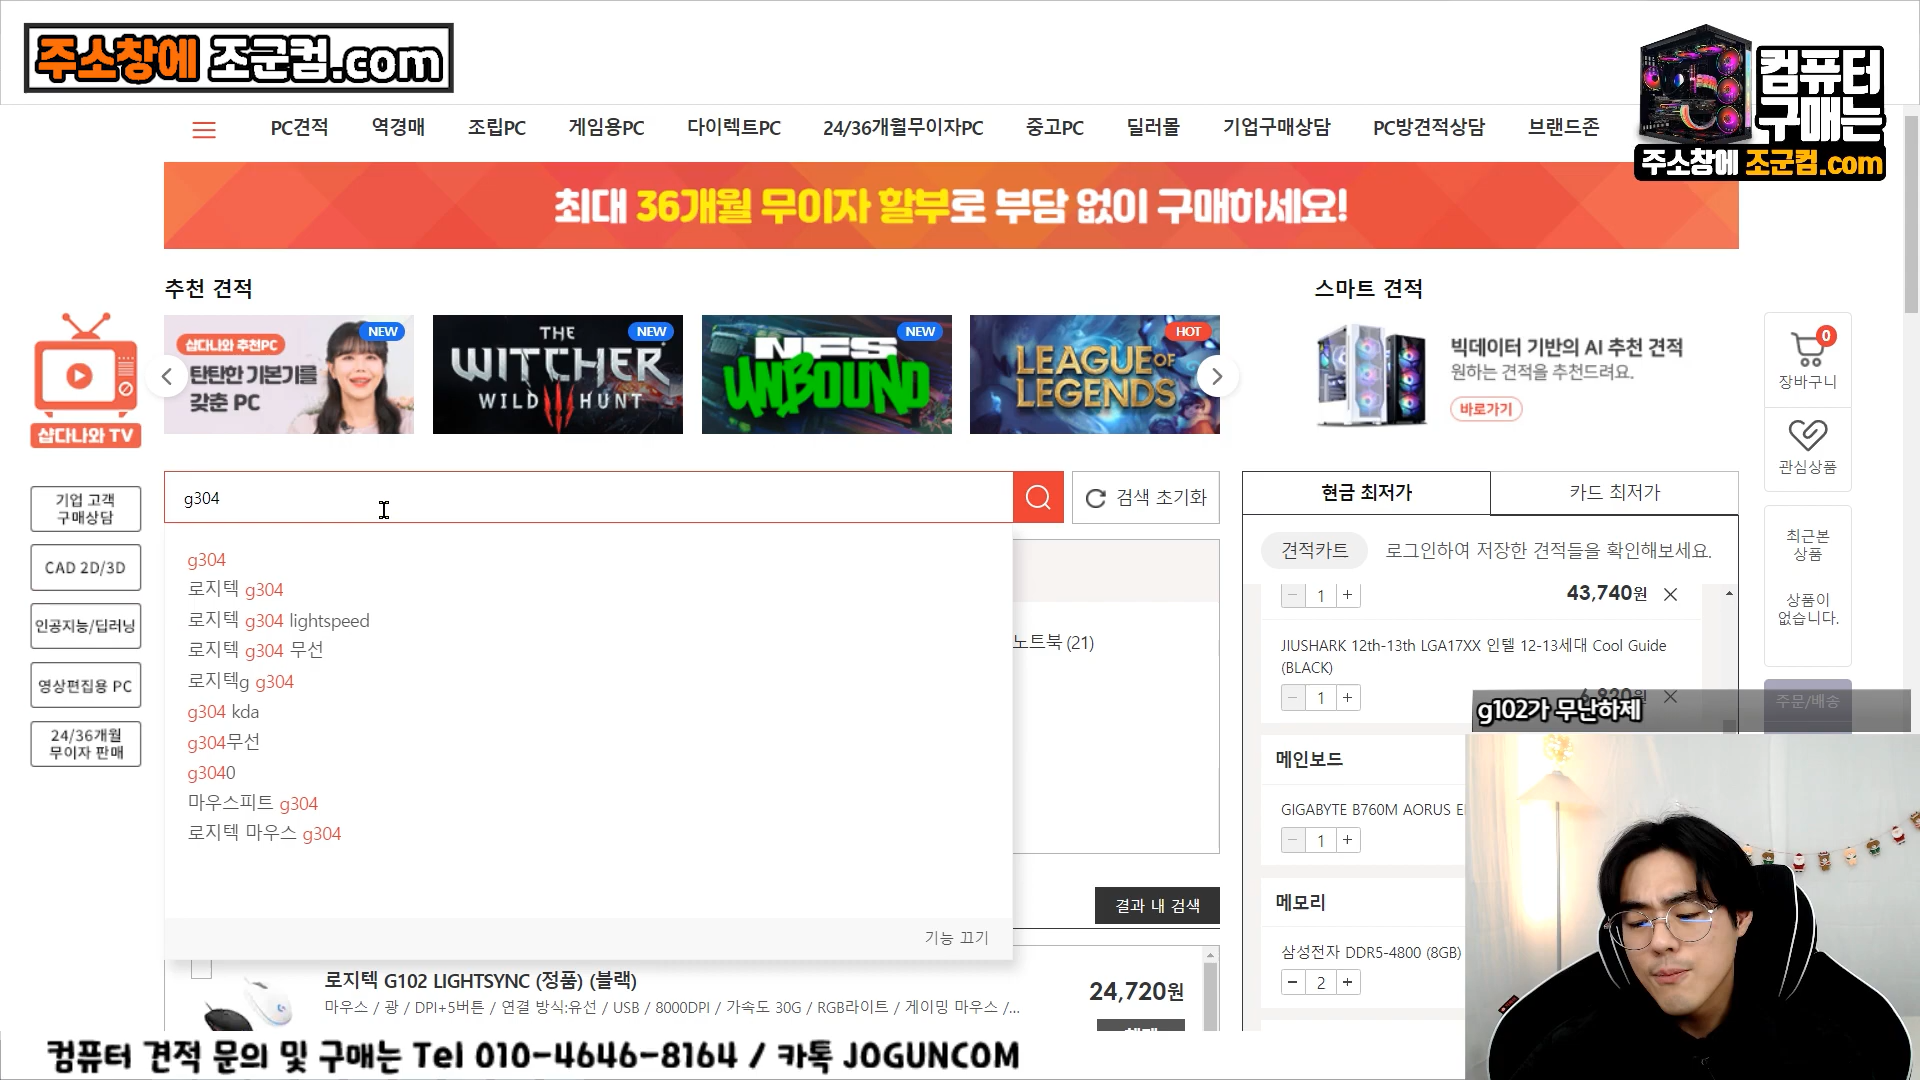 주소창에 조군컴.com
컴퓨터
구매는
주소창에 조군컴.com
PC견적 역경매 조립PC 게임용PC 다이렉트PC 24/36개월무이자PC 중고PC 딜러몰 기업구매상담 PC방견적상담 브랜드존
최대 36개월 무이자 할부로 부담 없이 구매하세요!
추천 견적
스마트 견적
샵다나와 추천PC
NEW
탄탄한 기본기를
갖춘 PC
THE
WITCHER
WILD HUNT
NEW
NFS
UNBOUND
NEW
LEAGUE OF
LEGENDS
HOT
빅데이터 기반의 AI 추천 견적
원하는 견적을 추천드려요.
바로가기
샵다나와 TV
기업 고객
구매상담
CAD 2D/3D
인공지능/딥러닝
영상편집용 PC
24/36개월
무이자 판매
0
장바구니
관심상품
최근본
상품
상품이
없습니다.
주문/배송
g304
검색 초기화
g304
로지텍 g304
로지텍 g304 lightspeed
로지텍 g304 무선
로지텍g g304
g304 kda
g304무선
g3040
마우스피트 g304
로지텍 마우스 g304
기능 끄기
노트북 (21)
결과 내 검색
로지텍 G102 LIGHTSYNC (정품) (블랙)
마우스 / 광 / DPI+5버튼 / 연결 방식:유선 / USB / 8000DPI / 가속도 30G / RGB라이트 / 게이밍 마우스 /...
24,720원
현금 최저가
카드 최저가
견적카트 로그인하여 저장한 견적들을 확인해보세요.
1
43,740원
JIUSHARK 12th-13th LGA17XX 인텔 12-13세대 Cool Guide
(BLACK)
1
6,920원
g102가 무난하제
메인보드
GIGABYTE B760M AORUS E
1
메모리
삼성전자 DDR5-4800 (8GB)
2
컴퓨터 견적 문의 및 구매는 Tel 010-4646-8164 / 카톡 JOGUNCOM